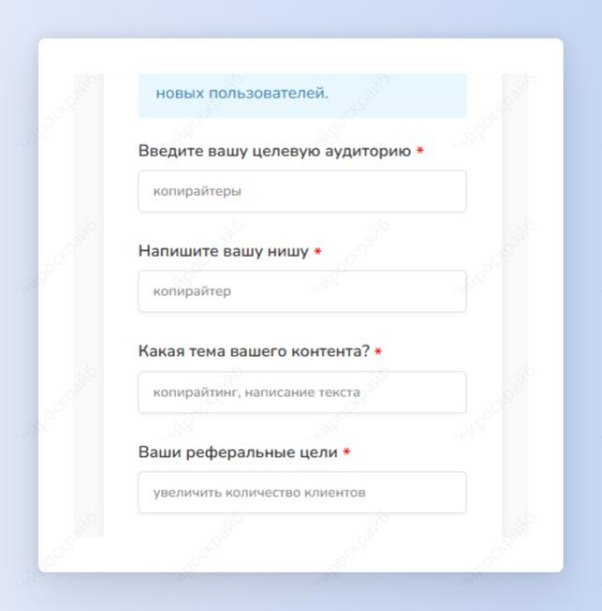 новых пользователей.
Введите вашу целевую аудиторию *
копирайтеры
Напишите вашу нишу *
копирайтер
Какая тема вашего контента? *
копирайтинг, написание текста
Ваши реферальные цели *
увеличить количество клиентов